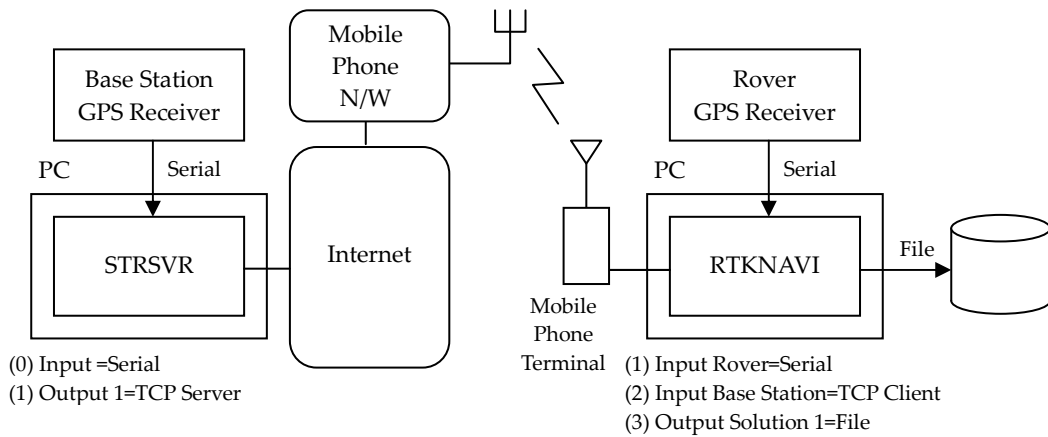 Base Station
GPS Receiver
Mobile
Phone
N/W
Rover
GPS Receiver
PC
Serial
PC
Serial
STRSVR
Internet
RTKNAVI
File
Mobile
Phone
Terminal
(0) Input =Serial
(1) Output 1=TCP Server
(1) Input Rover=Serial
(2) Input Base Station=TCP Client
(3) Output Solution 1=File